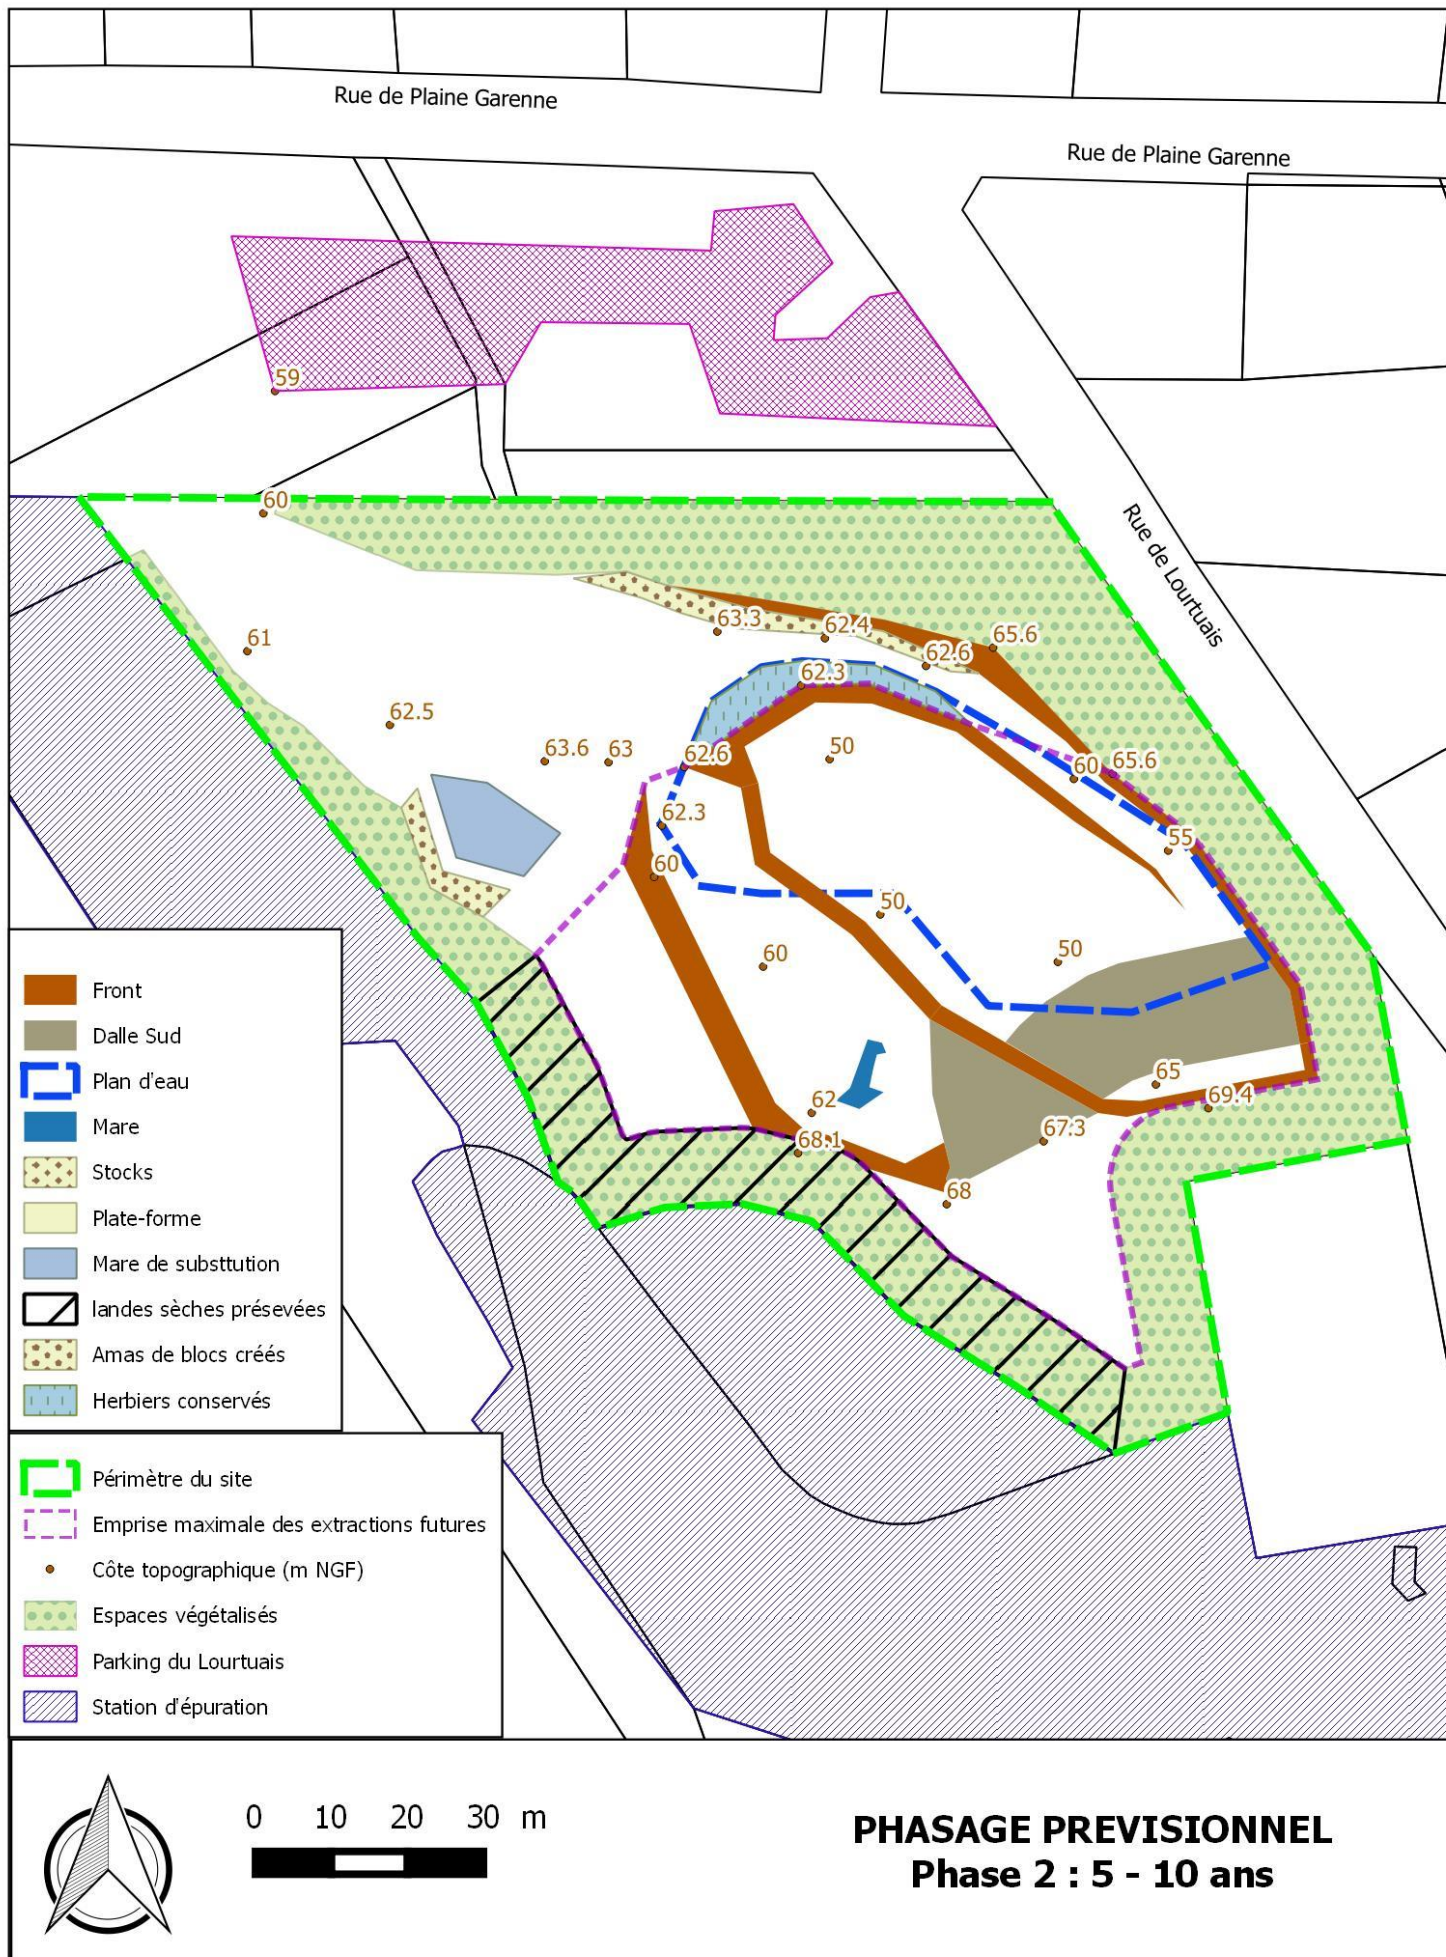 Rue de Plaine Garenne
Rue de Plaine Garenne
59
60
Rue de Lourtuais
61
63.3
62.4
62.6
65.6
62.3
62.5
63.6
63
62.6
50
60
65.6
62.3
55
60
50
60
50
62
65
69.4
68.1
67.3
68
Front
Dalle Sud
Plan d'eau
Mare
Stocks
Plate-forme
Mare de substtution
landes sèches présevées
Amas de blocs créés
Herbiers conservés
Périmètre du site
Emprise maximale des extractions futures
Côte topographique (m NGF)
Espaces végétalisés
Parking du Lourtuais
Station d'épuration
0 10 20 30 m
PHASAGE PREVISIONNEL
Phase 2 : 5 - 10 ans